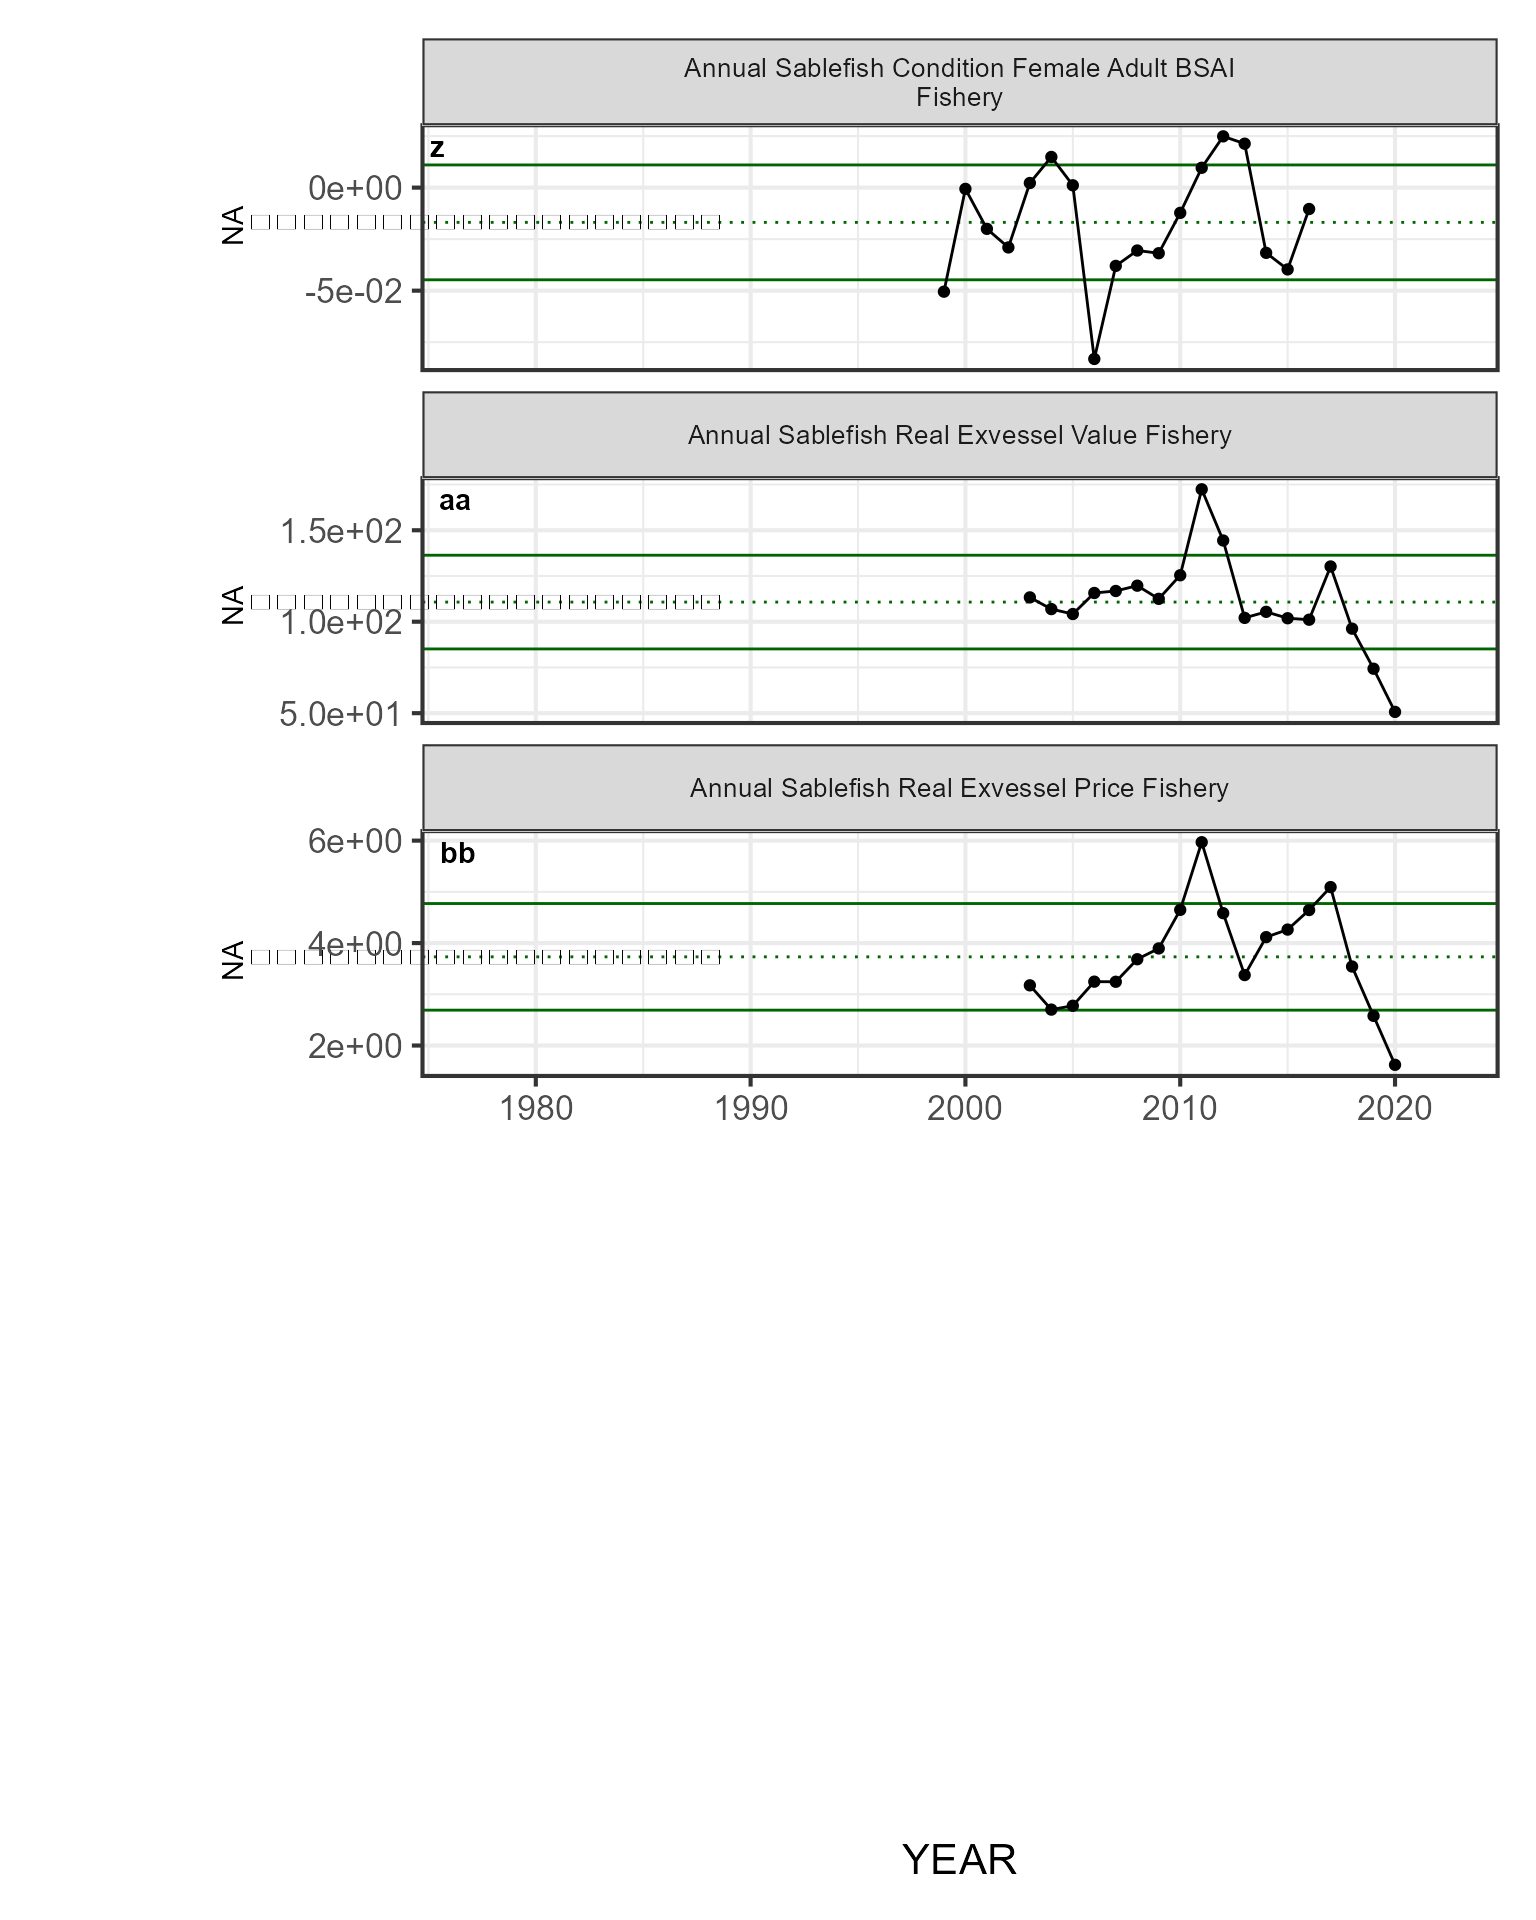 Annual Sablefish Condition Female Adult BSAI
Fishery
z
0e+00
-5e-02
NA
Annual Sablefish Real Exvessel Value Fishery
aa
1.5e+02
1.0e+02
5.0e+01
NA
Annual Sablefish Real Exvessel Price Fishery
bb
6e+00
4e+00
2e+00
NA
1980 1990 2000 2010 2020
YEAR